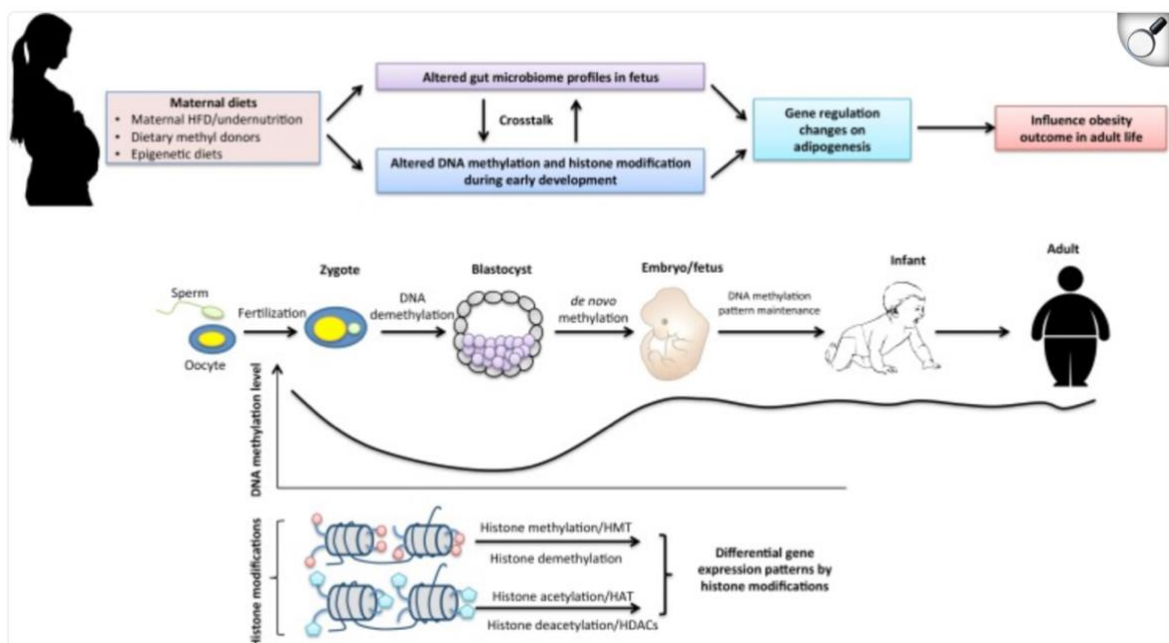 Maternal diets
• Maternal HFD/undernutrition
• Dietary methyl donors
• Epigenetic diets
Altered gut microbiome profiles in fetus
Crosstalk
Altered DNA methylation and histone modification
during early development
Gene regulation
changes on
adipogenesis
Influence obesity
outcome in adult life
Sperm
Oocyte
Fertilization
Zygote
DNA
demethylation
Blastocyst
de novo
methylation
Embryo/fetus
DNA methylation
pattern maintenance
Infant
Adult
DNA methylation level
Histone modifications
Histone methylation/HMT
Histone demethylation
Histone acetylation/HAT
Histone deacetylation/HDACs
Differential gene
expression patterns by
histone modifications